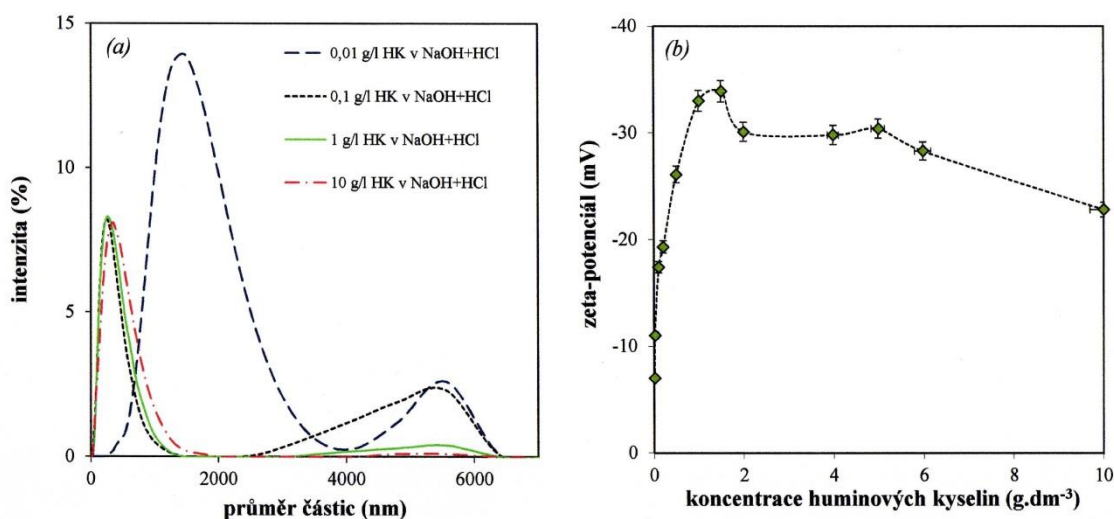 (a)
15
10
5
0
intenzita (%)
0,01 g/l HK v NaOH+HCl
0,1 g/l HK v NaOH+HCl
1 g/l HK v NaOH+HCl
10 g/l HK v NaOH+HCl
0 2000 4000 6000
průměr částic (nm)
(b)
-40
-30
-20
-10
-0
zeta-potenciál (mV)
0 2 4 6 8 10
koncentrace huminových kyselin (g.dm-3)